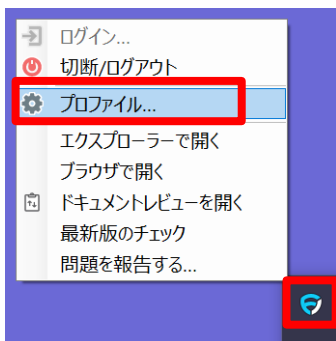 ログイン...
切断/ログアウト
プロファイル...
エクスプローラーで開く
ブラウザで開く
ドキュメントレビューを開く
最新版のチェック
問題を報告する...